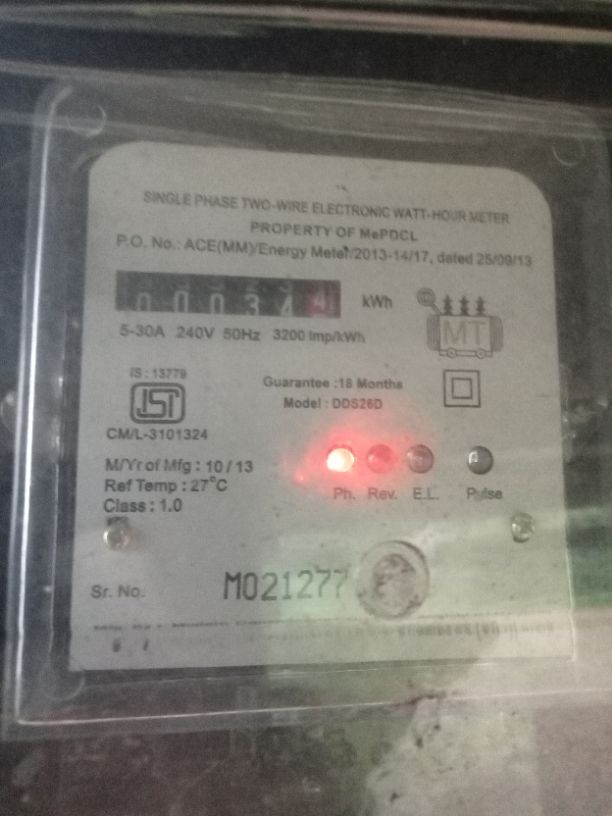 SINGLE PHASE TWO-WIRE ELECTRONIC WATT-HOUR METER
PROPERTY OF MePDCL
P.O. No.: ACE(MM)/Energy Meter/2013-14/17, dated 25/09/13
000344 kWh
5-30A 240V 50Hz 3200 Imp/kWh
MT
IS : 13779
ISI
Guarantee :18 Months
Model : DDS26D
CM/L-3101324
M/Yr of Mfg : 10/13
Ref Temp : 27°C
Class : 1.0
Ph. Rev. E.L. Pulse
Sr. No. M021277